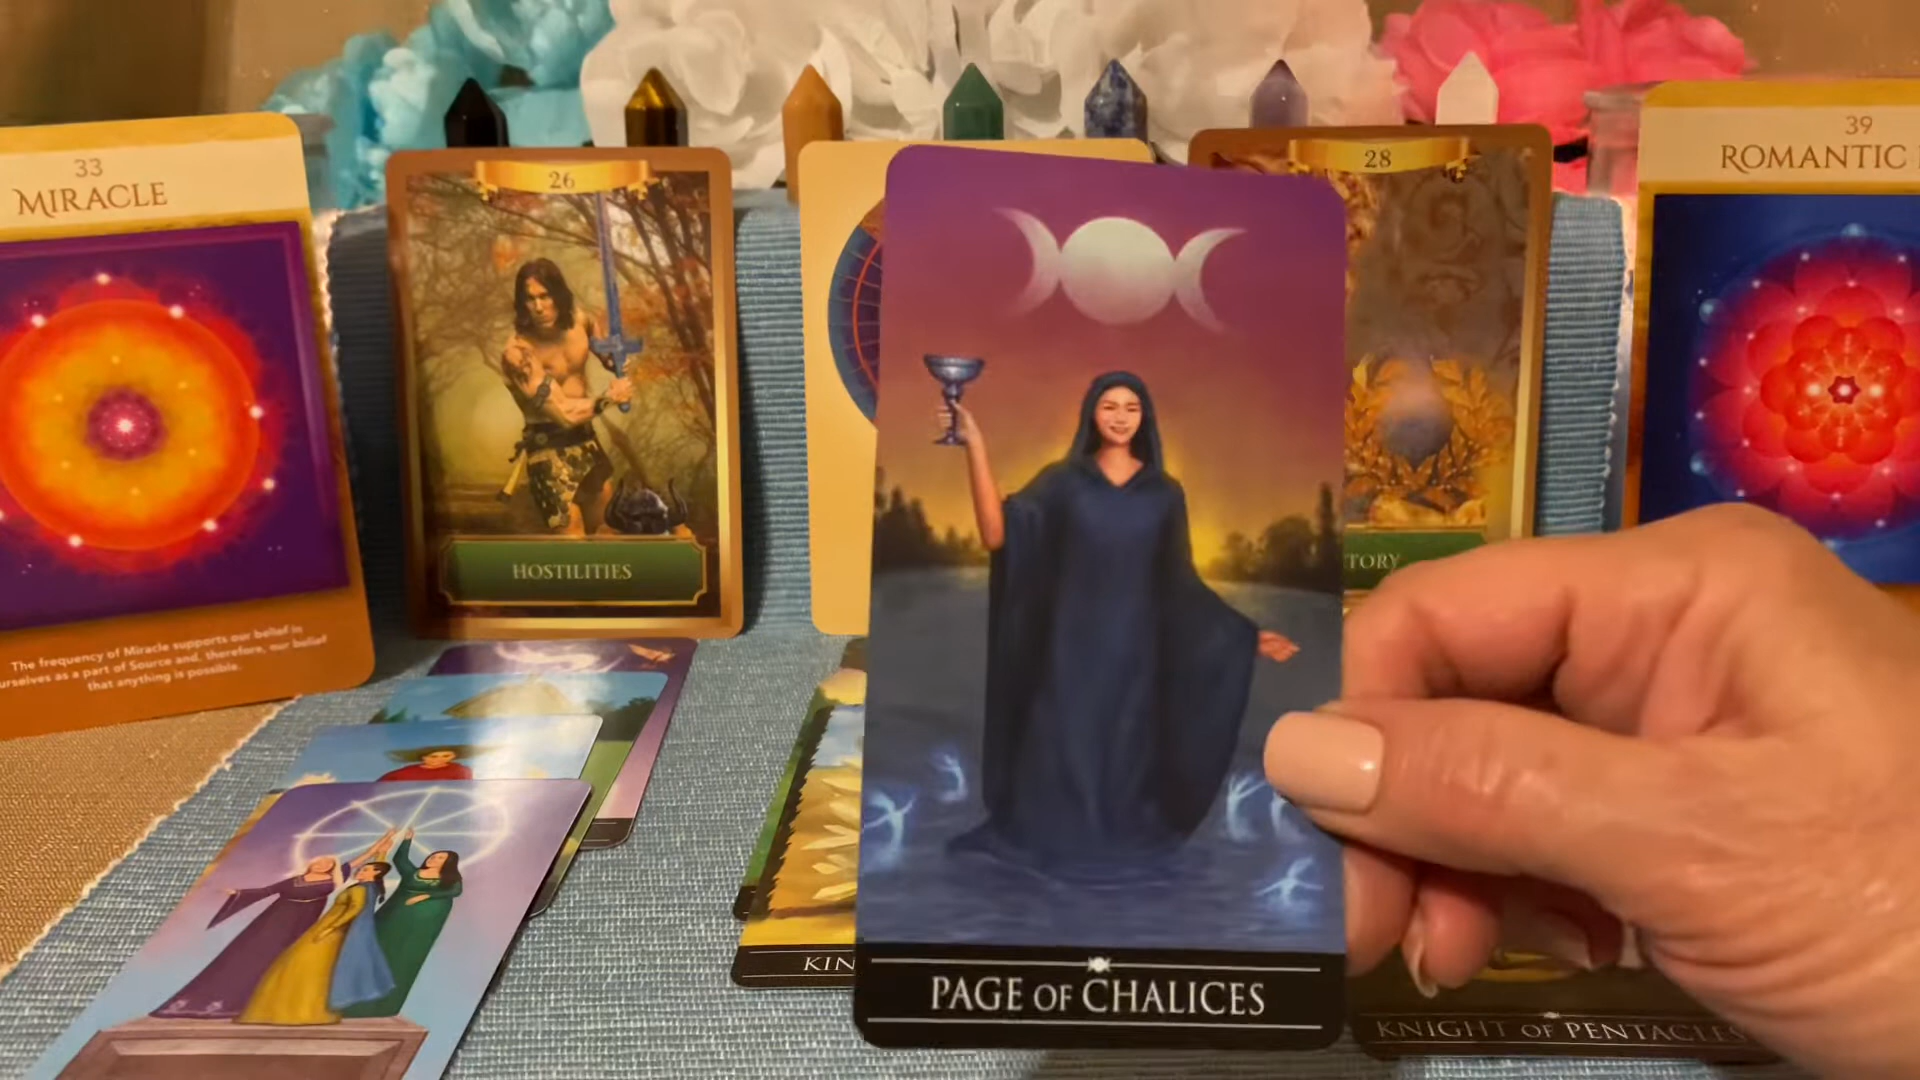 33
MIRACLE
The frequency of Miracle supports our belief in
ourselves as a part of Source and, therefore, our belief
that anything is possible.
26
HOSTILITIES
28
TORY
39
ROMANTIC
KIN
PAGE OF CHALICES
KNIGHT OF PENTACLES